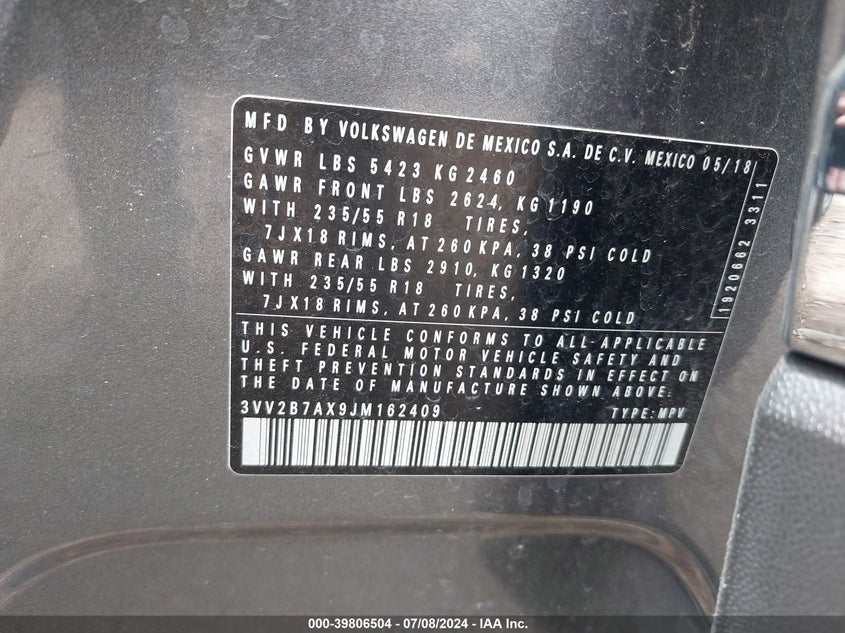 MFD BY VOLKSWAGEN DE MEXICO S.A. DE C.V. MEXICO 05/18
GVWR LBS 5423 KG 2460
GAWR FRONT LBS 2624, KG 1190
WITH 235/55 R18 TIRES,
7JX18 RIMS, AT 260 KPA, 38 PSI COLD
GAWR REAR LBS 2910, KG 1320
WITH 235/55 R18 TIRES,
7JX18 RIMS, AT 260 KPA, 38 PSI COLD
1920662 3311
THIS VEHICLE CONFORMS TO ALL-APPLICABLE
U.S. FEDERAL MOTOR VEHICLE SAFETY AND
THEFT PREVENTION STANDARDS IN EFFECT ON
THE DATE OF MANUFACTURE SHOWN ABOVE.
3VV2B7AX9JM162409 TYPE:MPV
000-39806504 - 07/08/2024 - IAA Inc.